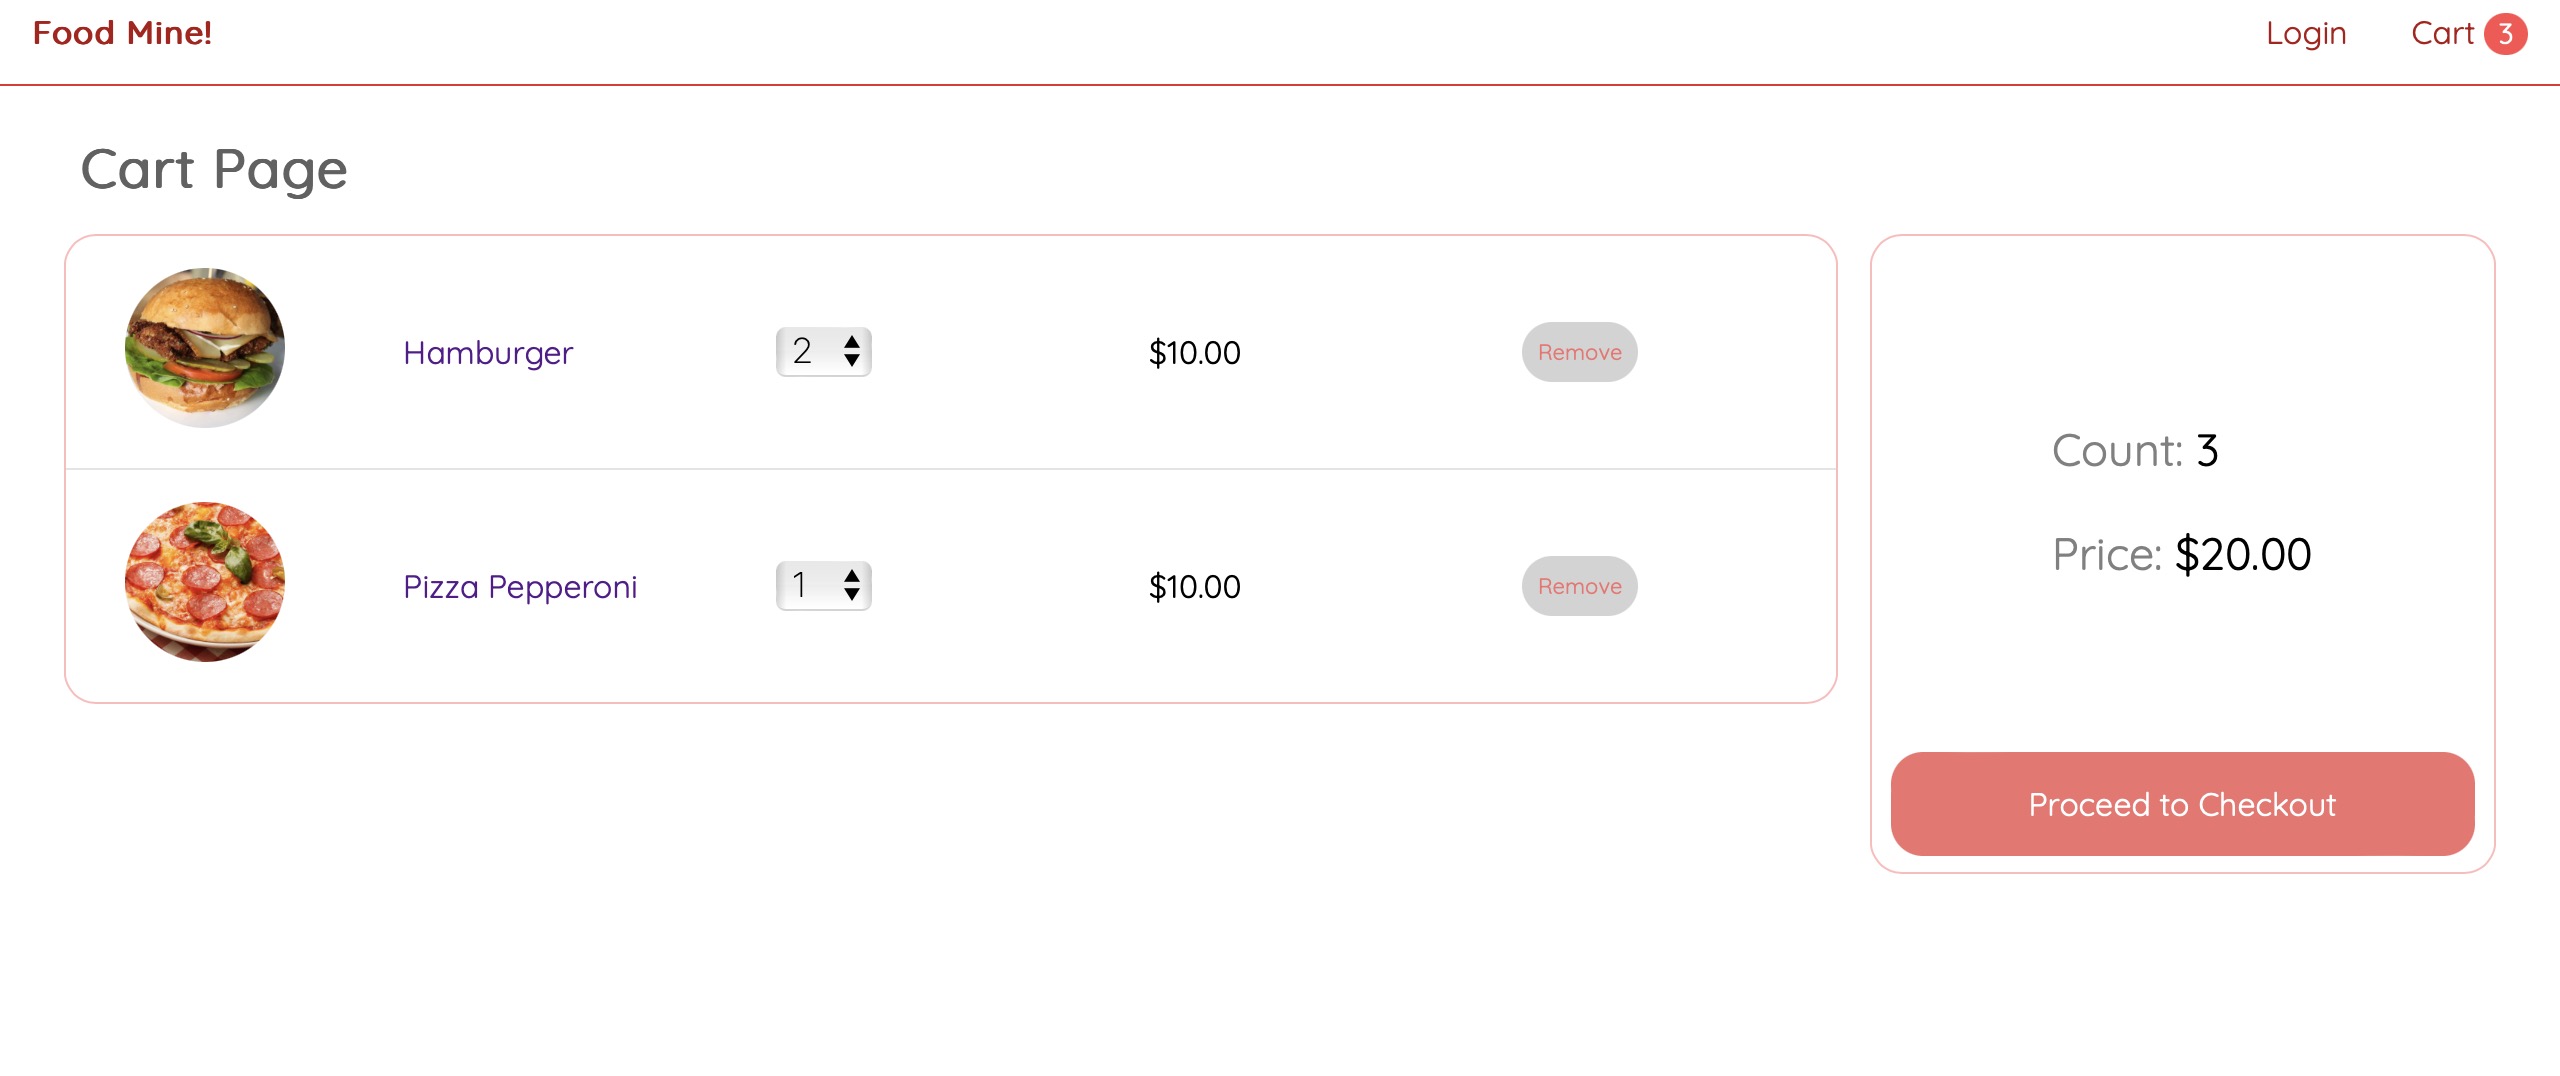 Food Mine!
Login
Cart 3
Cart Page
Hamburger 2 $10.00 Remove
Pizza Pepperoni 1 $10.00 Remove
Count: 3
Price: $20.00
Proceed to Checkout